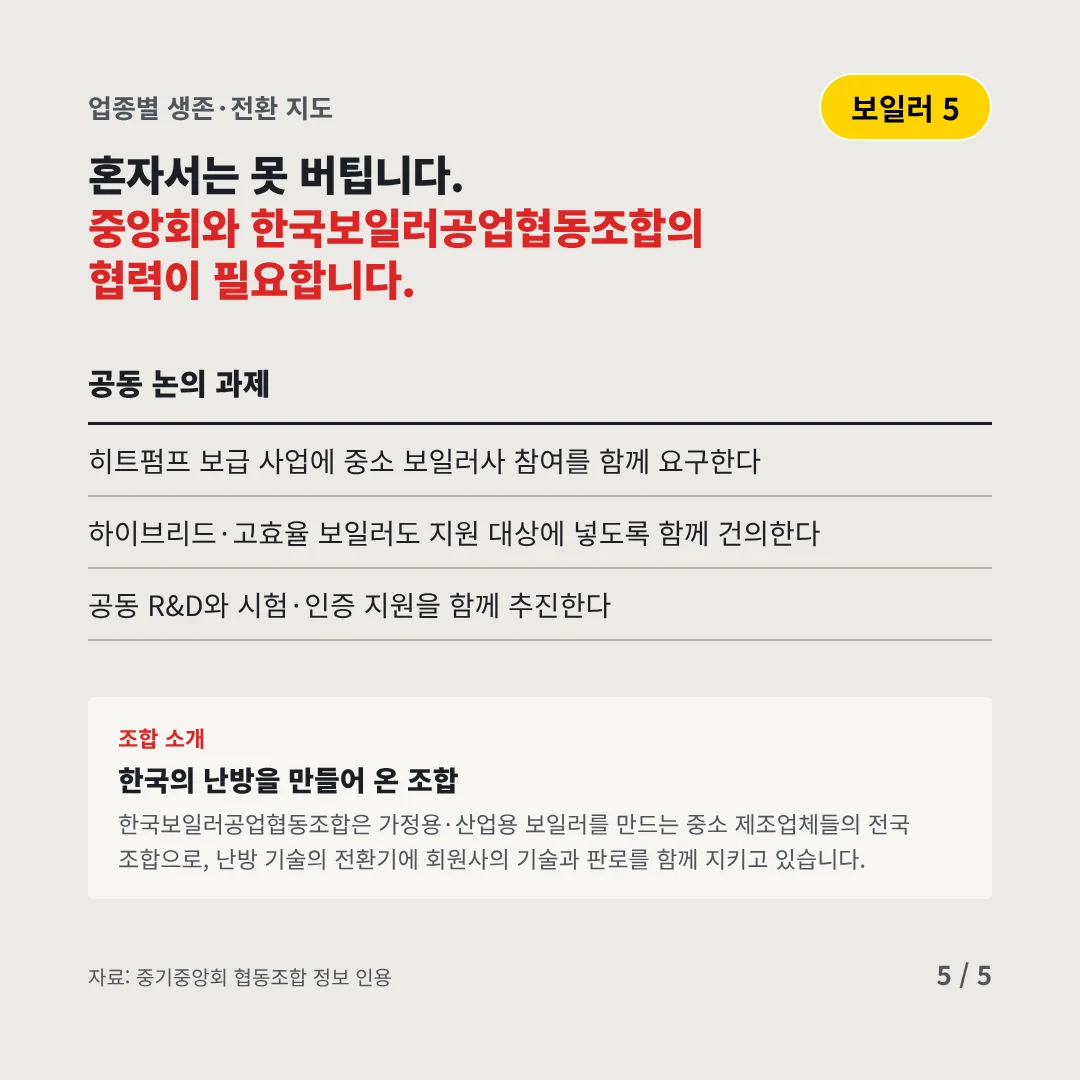 업종별 생존·전환 지도
보일러 5
혼자서는 못 버팁니다.
중앙회와 한국보일러공업협동조합의
협력이 필요합니다.
공동 논의 과제
히트펌프 보급 사업에 중소 보일러사 참여를 함께 요구한다
하이브리드·고효율 보일러도 지원 대상에 넣도록 함께 건의한다
공동 R&D와 시험·인증 지원을 함께 추진한다
조합 소개
한국의 난방을 만들어 온 조합
한국보일러공업협동조합은 가정용·산업용 보일러를 만드는 중소 제조업체들의 전국
조합으로, 난방 기술의 전환기에 회원사의 기술과 판로를 함께 지키고 있습니다.
자료: 중기중앙회 협동조합 정보 인용
5 / 5